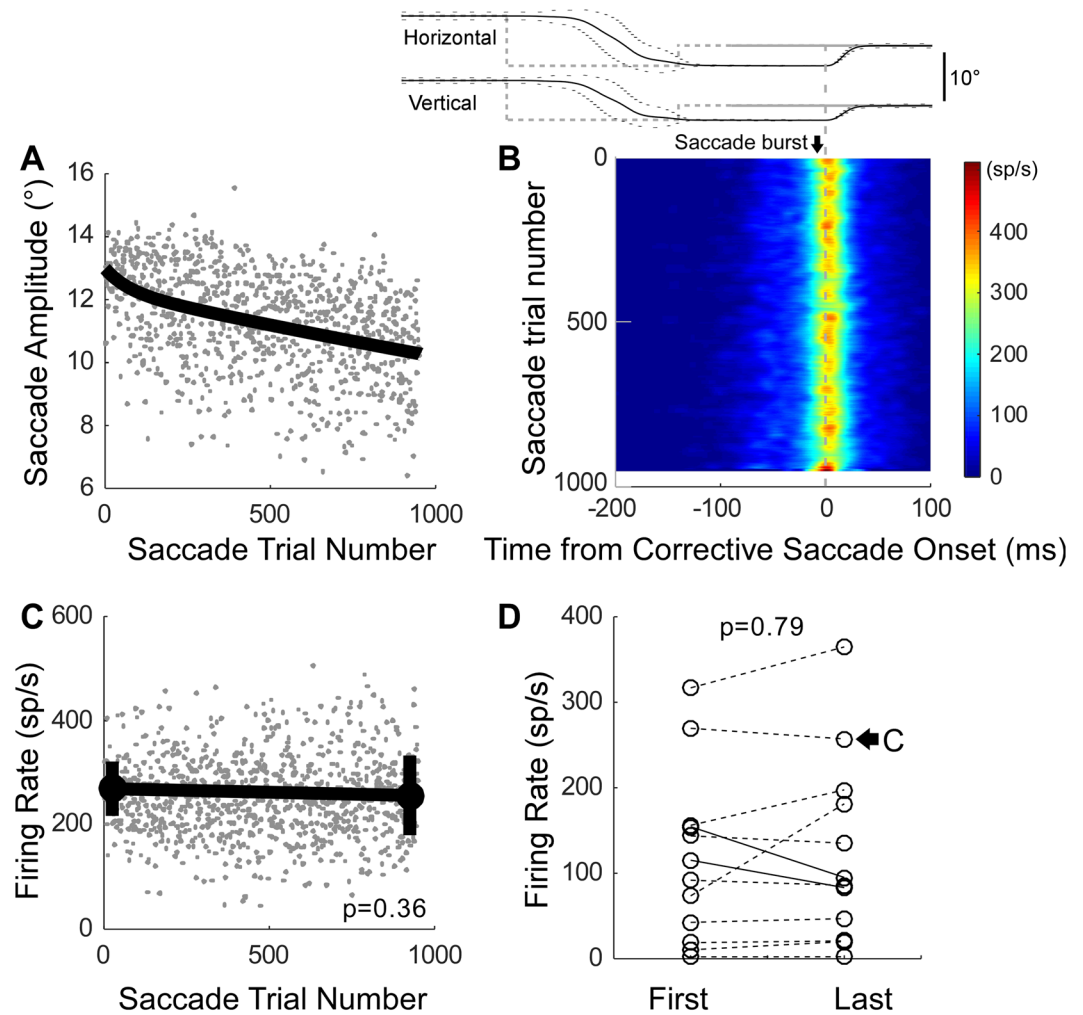 Horizontal
Vertical
10°
Saccade burst
A
16
14
12
10
8
6
Saccade Amplitude (°)
0
500
1000
Saccade Trial Number
B
0
500
1000
Saccade trial number
-200
-100
0
100
Time from Corrective Saccade Onset (ms)
(sp/s)
400
300
200
100
0
C
600
400
200
0
Firing Rate (sp/s)
p=0.36
0
500
1000
Saccade Trial Number
D
400
300
200
100
0
Firing Rate (sp/s)
p=0.79
C
First
Last